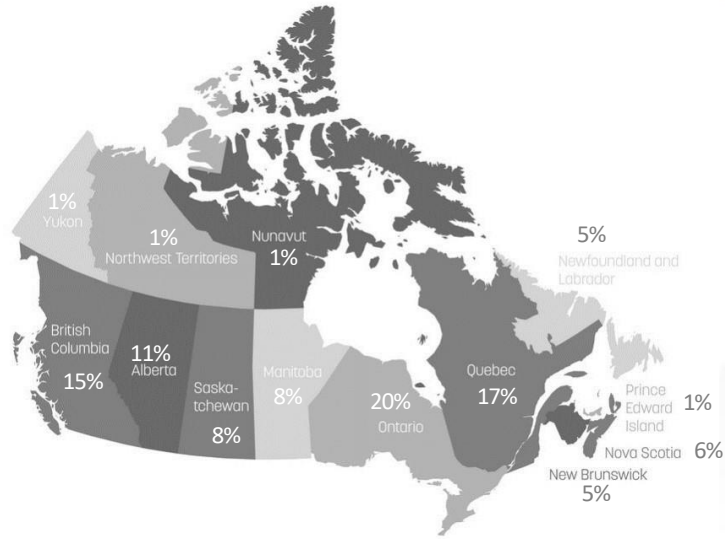 1%
Yukon
1%
Northwest Territories
Nunavut
1%
5%
Newfoundland and
Labrador
British
Columbia
15%
11%
Alberta
Saska-
tchewan
8%
Manitoba
8%
20%
Ontario
Quebec
17%
Prince
Edward
Island
1%
Nova Scotia 6%
New Brunswick
5%